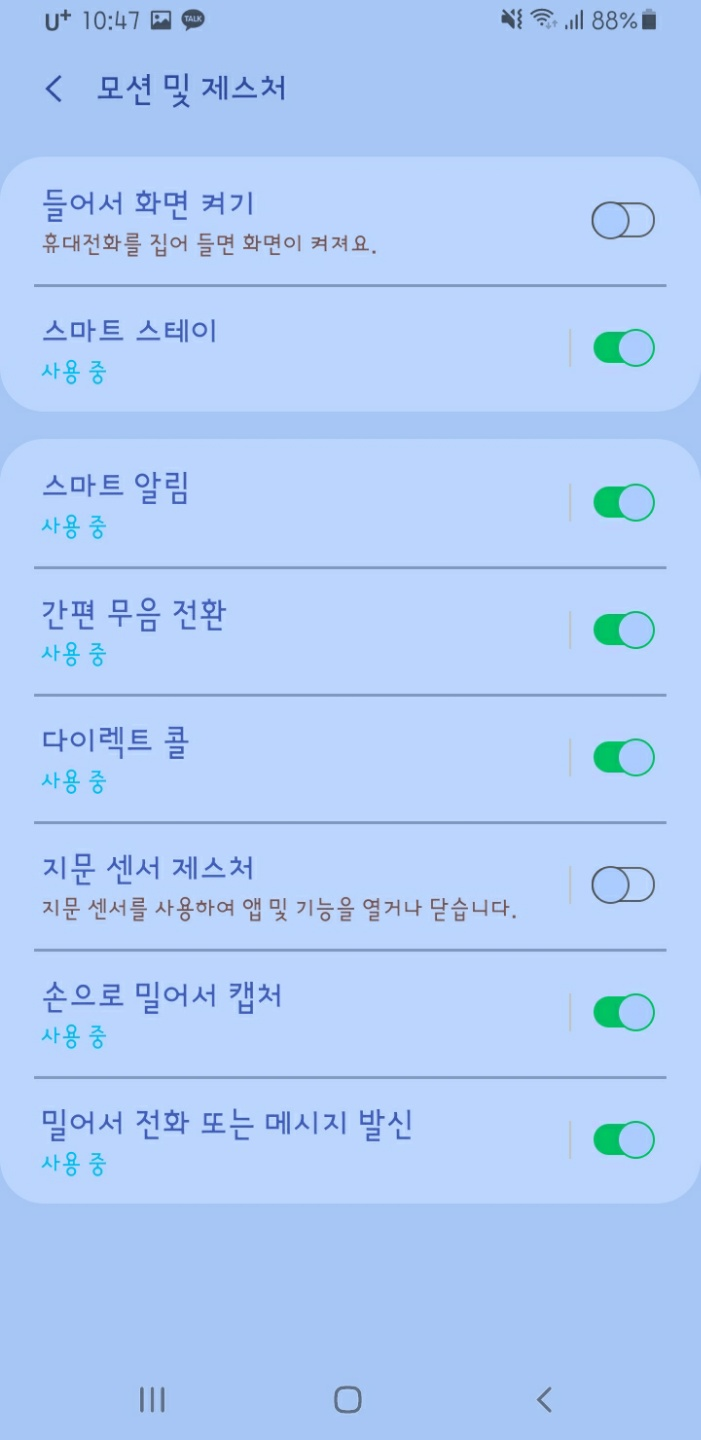 U+ 10:47 TALK 88%
모션 및 제스처
들어서 화면 켜기
휴대전화를 집어 들면 화면이 켜져요.
스마트 스테이
사용 중
스마트 알림
사용 중
간편 무음 전환
사용 중
다이렉트 콜
사용 중
지문 센서 제스처
지문 센서를 사용하여 앱 및 기능을 열거나 닫습니다.
손으로 밀어서 캡처
사용 중
밀어서 전화 또는 메시지 발신
사용 중